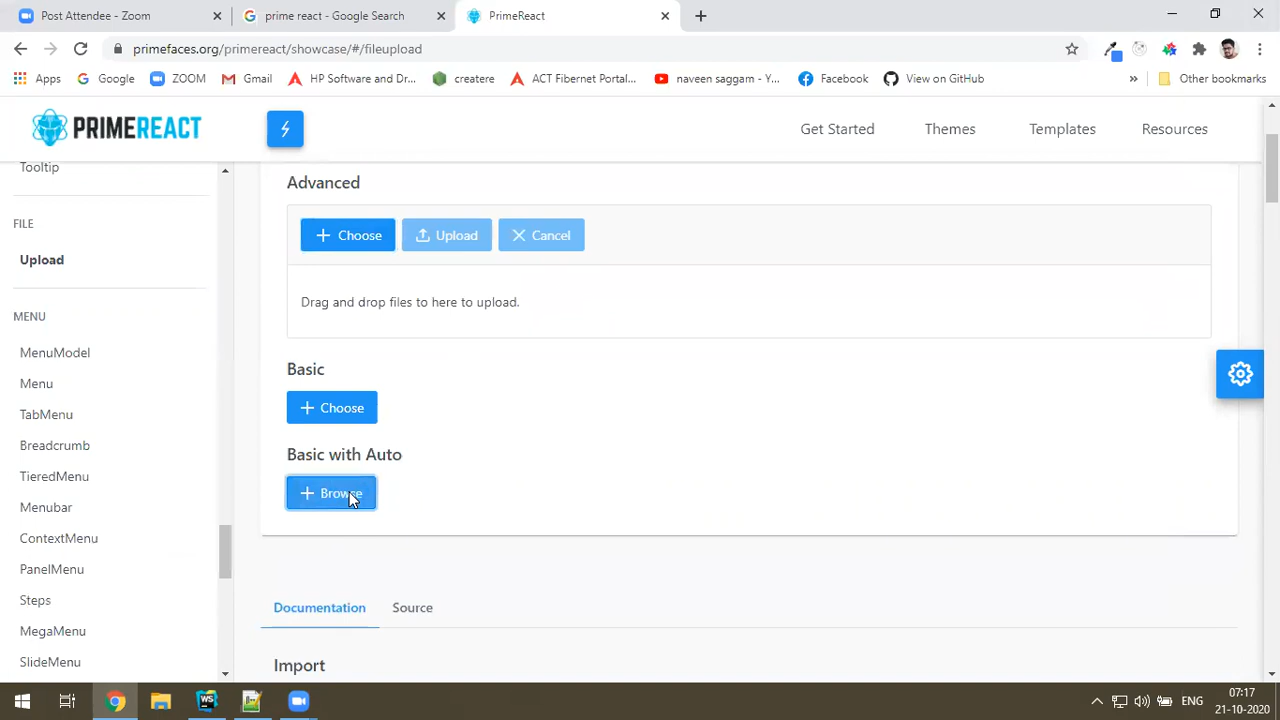 Post Attendee - Zoom
prime react - Google Search
PrimeReact
primefaces.org/primereact/showcase/#/fileupload
Apps
Google
ZOOM
Gmail
HP Software and Dr...
createre
ACT Fibernet Portal...
naveen saggam - Y...
Facebook
View on GitHub
»
Other bookmarks
PRIMEREACT
Get Started
Themes
Templates
Resources
Tooltip
FILE
Upload
MENU
MenuModel
Menu
TabMenu
Breadcrumb
TieredMenu
Menubar
ContextMenu
PanelMenu
Steps
MegaMenu
SlideMenu
Advanced
Choose
Upload
Cancel
Drag and drop files to here to upload.
Basic
Choose
Basic with Auto
Browse
Documentation
Source
Import
WS
ENG
07:17
21-10-2020